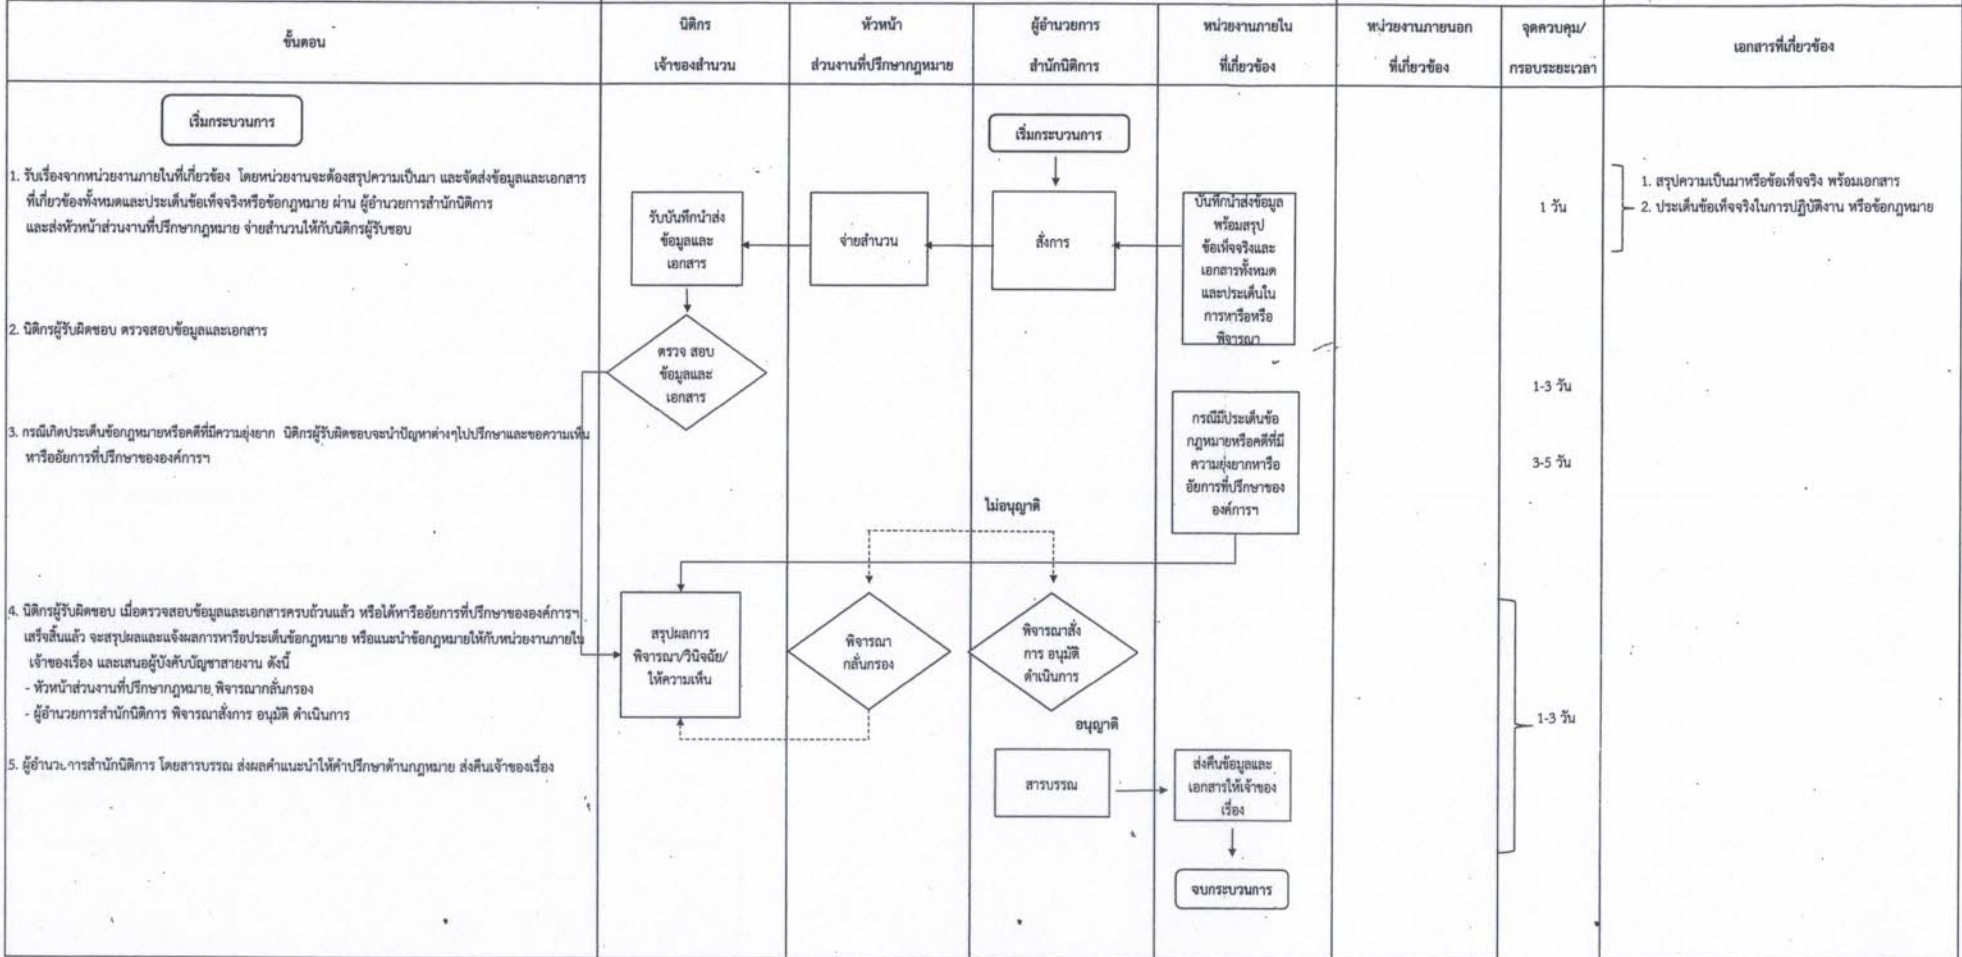 ขั้นตอน
นิติกร
เจ้าของสำนวน
หัวหน้า
ส่วนงานที่ปรึกษากฎหมาย
ผู้อำนวยการ
สำนักนิติการ
หน่วยงานภายใน
ที่เกี่ยวข้อง
หน่วยงานภายนอก
ที่เกี่ยวข้อง
จุดควบคุม/
กรอบระยะเวลา
เอกสารที่เกี่ยวข้อง
เริ่มกระบวนการ
1. รับเรื่องจากหน่วยงานภายในที่เกี่ยวข้อง โดยหน่วยงานจะต้องสรุปความเป็นมา และจัดส่งข้อมูลและเอกสาร
ที่เกี่ยวข้องทั้งหมดและประเด็นข้อเท็จจริงหรือข้อกฎหมาย ผ่าน ผู้อำนวยการสำนักนิติการ
และส่งหัวหน้าส่วนงานที่ปรึกษากฎหมาย จ่ายสำนวนให้กับนิติกรผู้รับชอบ
2. นิติกรผู้รับผิดชอบ ตรวจสอบข้อมูลและเอกสาร
3. กรณีเกิดประเด็นข้อกฎหมายหรือคดีที่มีความยุ่งยาก นิติกรผู้รับผิดชอบจะนำปัญหาต่างๆไปปรึกษาและขอความเห็น
หารืออัยการที่ปรึกษาขององค์การฯ
4. นิติกรผู้รับผิดชอบ เมื่อตรวจสอบข้อมูลและเอกสารครบถ้วนแล้ว หรือได้หารืออัยการที่ปรึกษาขององค์การฯ
เสร็จสิ้นแล้ว จะสรุปผลและแจ้งผลการหารือประเด็นข้อกฎหมาย หรือแนะนำข้อกฎหมายให้กับหน่วยงานภายใน
เจ้าของเรื่อง และเสนอผู้บังคับบัญชาสายงาน ดังนี้
- หัวหน้าส่วนงานที่ปรึกษากฎหมาย พิจารณากลั่นกรอง
- ผู้อำนวยการสำนักนิติการ พิจารณาสั่งการ อนุมัติ ดำเนินการ
5. ผู้อำนวยการสำนักนิติการ โดยสารบรรณ ส่งผลคำแนะนำให้คำปรึกษาด้านกฎหมาย ส่งคืนเจ้าของเรื่อง
รับบันทึกนำส่ง
ข้อมูลและ
เอกสาร
ตรวจ สอบ
ข้อมูลและ
เอกสาร
สรุปผลการ
พิจารณา/วินิจฉัย/
ให้ความเห็น
จ่ายสำนวน
พิจารณา
กลั่นกรอง
เริ่มกระบวนการ
สั่งการ
ไม่อนุญาติ
พิจารณาสั่ง
การ อนุมัติ
ดำเนินการ
อนุญาติ
สารบรรณ
บันทึกนำส่งข้อมูล
พร้อมสรุป
ข้อเท็จจริงและ
เอกสารทั้งหมด
และประเด็นใน
การหารือหรือ
พิจารณา
กรณีมีประเด็นข้อ
กฎหมายหรือคดีที่มี
ความยุ่งยากหารือ
อัยการที่ปรึกษาของ
องค์การฯ
ส่งคืนข้อมูลและ
เอกสารให้เจ้าของ
เรื่อง
จบกระบวนการ
1 วัน
1-3 วัน
3-5 วัน
1-3 วัน
1. สรุปความเป็นมาหรือข้อเท็จจริง พร้อมเอกสาร
2. ประเด็นข้อเท็จจริงในการปฏิบัติงาน หรือข้อกฎหมาย